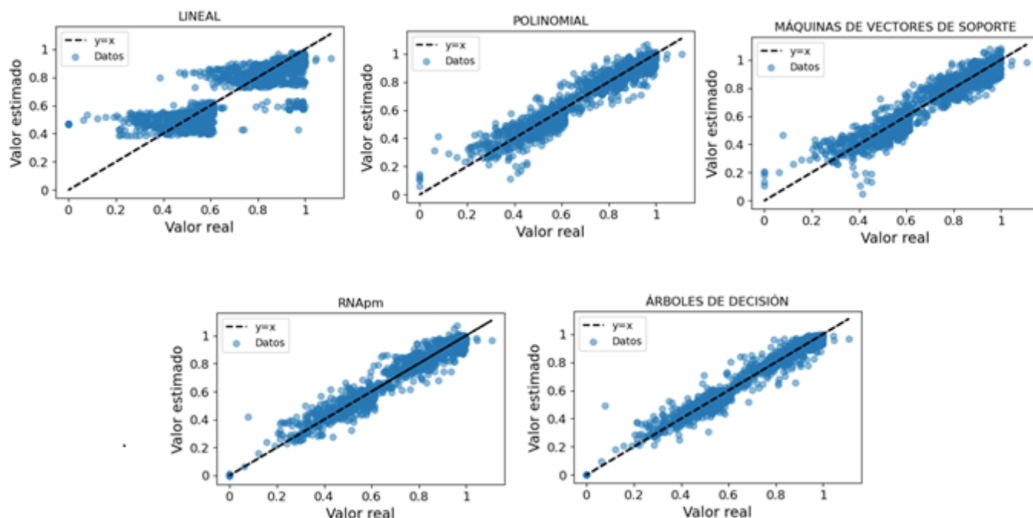 LINEAL
y=x
Datos
Valor estimado
1
0.8
0.6
0.4
0.2
0
0 0.2 0.4 0.6 0.8 1
Valor real
POLINOMIAL
y=x
Datos
Valor estimado
1
0.8
0.6
0.4
0.2
0
0 0.2 0.4 0.6 0.8 1
Valor real
MÁQUINAS DE VECTORES DE SOPORTE
y=x
Datos
Valor estimado
1
0.8
0.6
0.4
0.2
0
0 0.2 0.4 0.6 0.8 1
Valor real
RNApm
y=x
Datos
Valor estimado
1
0.8
0.6
0.4
0.2
0
0 0.2 0.4 0.6 0.8 1
Valor real
ÁRBOLES DE DECISIÓN
y=x
Datos
Valor estimado
1
0.8
0.6
0.4
0.2
0
0 0.2 0.4 0.6 0.8 1
Valor real